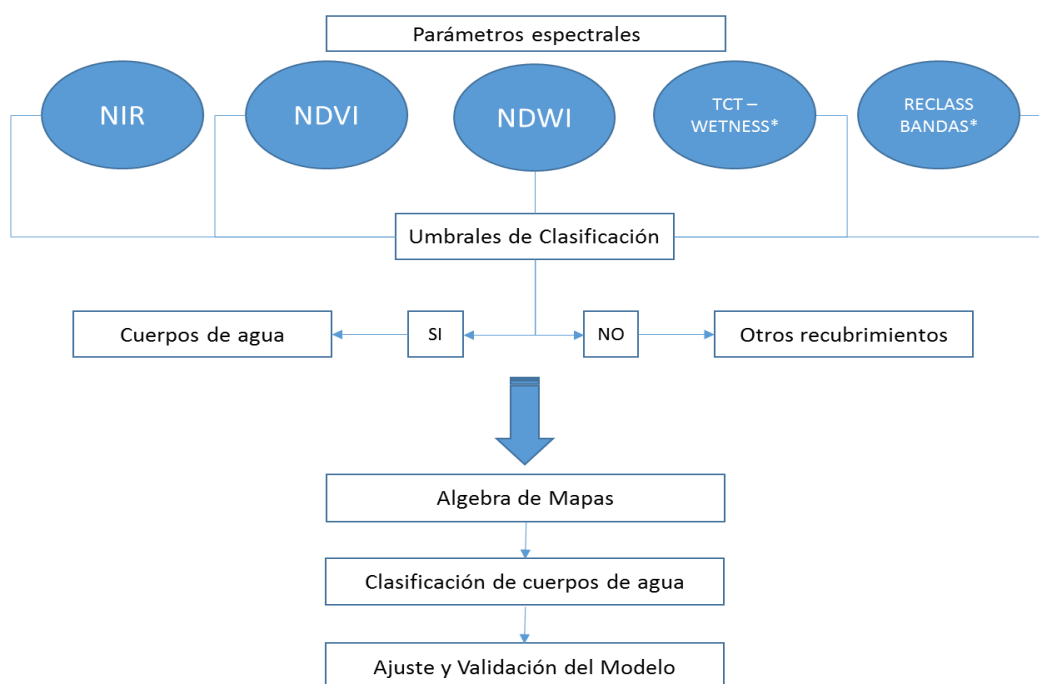 Parámetros espectrales
NIR
NDVI
NDWI
TCT –
WETNESS*
RECLASS
BANDAS*
Umbrales de Clasificación
Cuerpos de agua
SI
NO
Otros recubrimientos
Algebra de Mapas
Clasificación de cuerpos de agua
Ajuste y Validación del Modelo